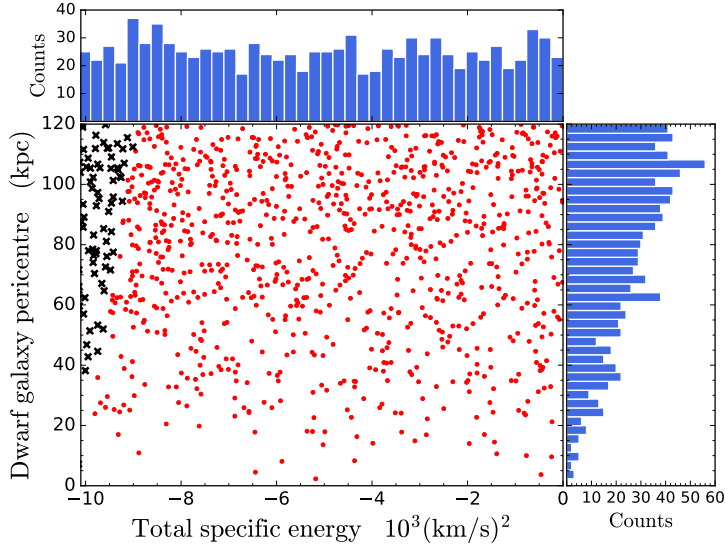 40
30
20
10
Counts
120
100
80
60
40
20
0
Dwarf galaxy pericentre (kpc)
−10 −8 −6 −4 −2 0
Total specific energy 10³(km/s)²
10 20 30 40 50 60
Counts